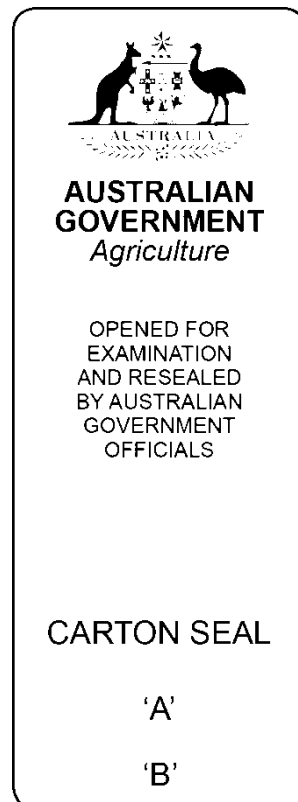 AUSTRALIA
AUSTRALIAN
GOVERNMENT
Agriculture
OPENED FOR
EXAMINATION
AND RESEALED
BY AUSTRALIAN
GOVERNMENT
OFFICIALS
CARTON SEAL
‘A’
‘B’